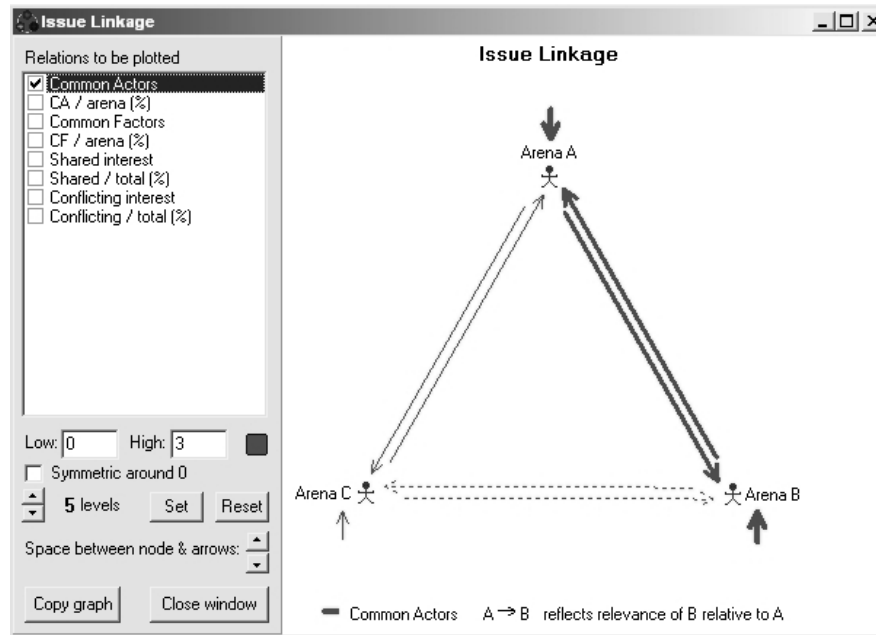 Issue Linkage
Relations to be plotted
Common Actors
CA / arena (%)
Common Factors
CF / arena (%)
Shared interest
Shared / total (%)
Conflicting interest
Conflicting / total (%)
Low: 0 High: 3
Symmetric around 0
5 levels Set Reset
Space between node & arrows:
Copy graph Close window
Issue Linkage
Arena A
Arena C
Arena B
Common Actors A → B reflects relevance of B relative to A